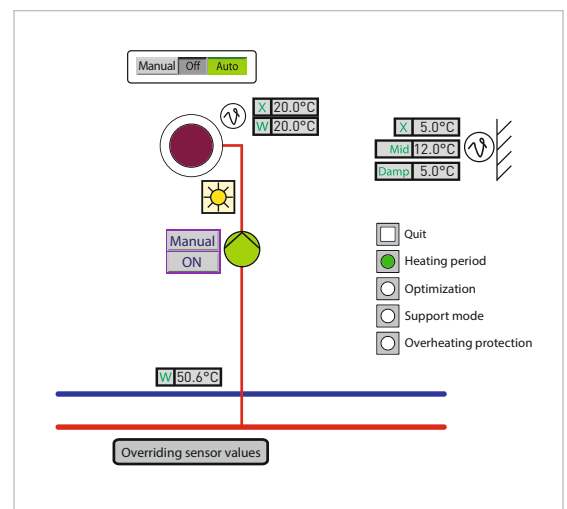 Manual Off Auto
X 20.0°C
W 20.0°C
X 5.0°C
Mid 12.0°C
Damp 5.0°C
Manual
ON
Quit
Heating period
Optimization
Support mode
Overheating protection
W 50.6°C
Overriding sensor values